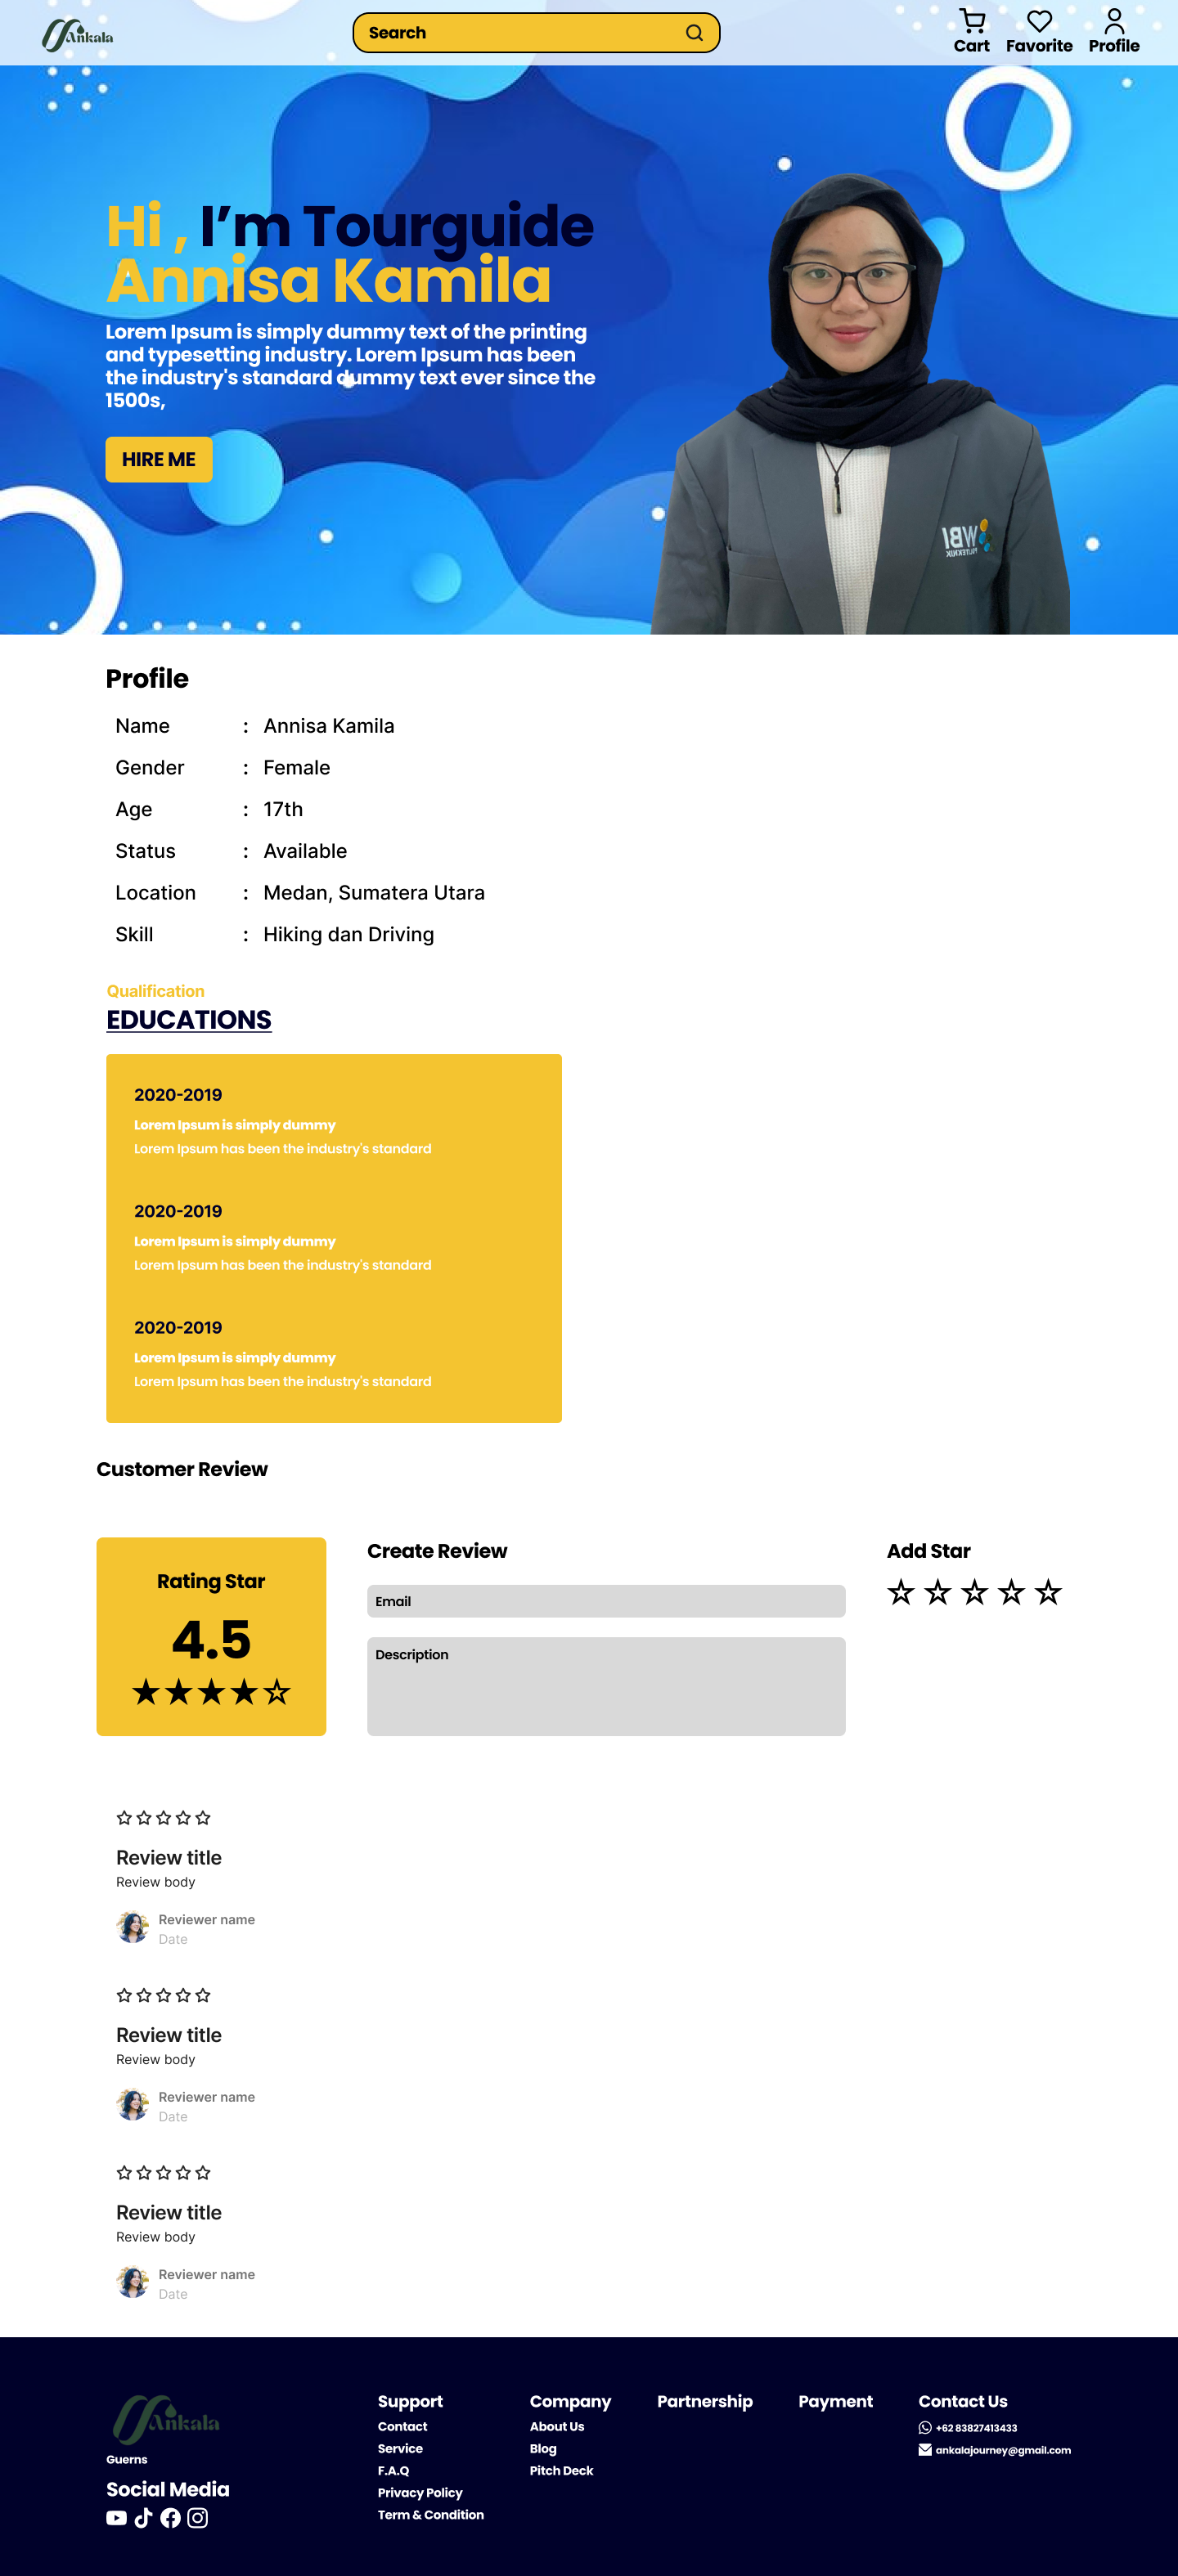 Ankala
Search
Cart Favorite Profile
Hi , I’m Tourguide
Annisa Kamila
Lorem Ipsum is simply dummy text of the printing
and typesetting industry. Lorem Ipsum has been
the industry's standard dummy text ever since the
1500s,
HIRE ME
WBI
POLITEKNIK
Profile
Name : Annisa Kamila
Gender : Female
Age : 17th
Status : Available
Location : Medan, Sumatera Utara
Skill : Hiking dan Driving
Qualification
EDUCATIONS
2020-2019
Lorem Ipsum is simply dummy
Lorem Ipsum has been the industry's standard
2020-2019
Lorem Ipsum is simply dummy
Lorem Ipsum has been the industry's standard
2020-2019
Lorem Ipsum is simply dummy
Lorem Ipsum has been the industry's standard
Customer Review
Rating Star
4.5
Create Review
Email
Description
Add Star
Review title
Review body
Reviewer name
Date
Review title
Review body
Reviewer name
Date
Review title
Review body
Reviewer name
Date
Ankala
Guerns
Social Media
Support
Contact
Service
F.A.Q
Privacy Policy
Term & Condition
Company
About Us
Blog
Pitch Deck
Partnership
Payment
Contact Us
+62 83827413433
ankalajourney@gmail.com